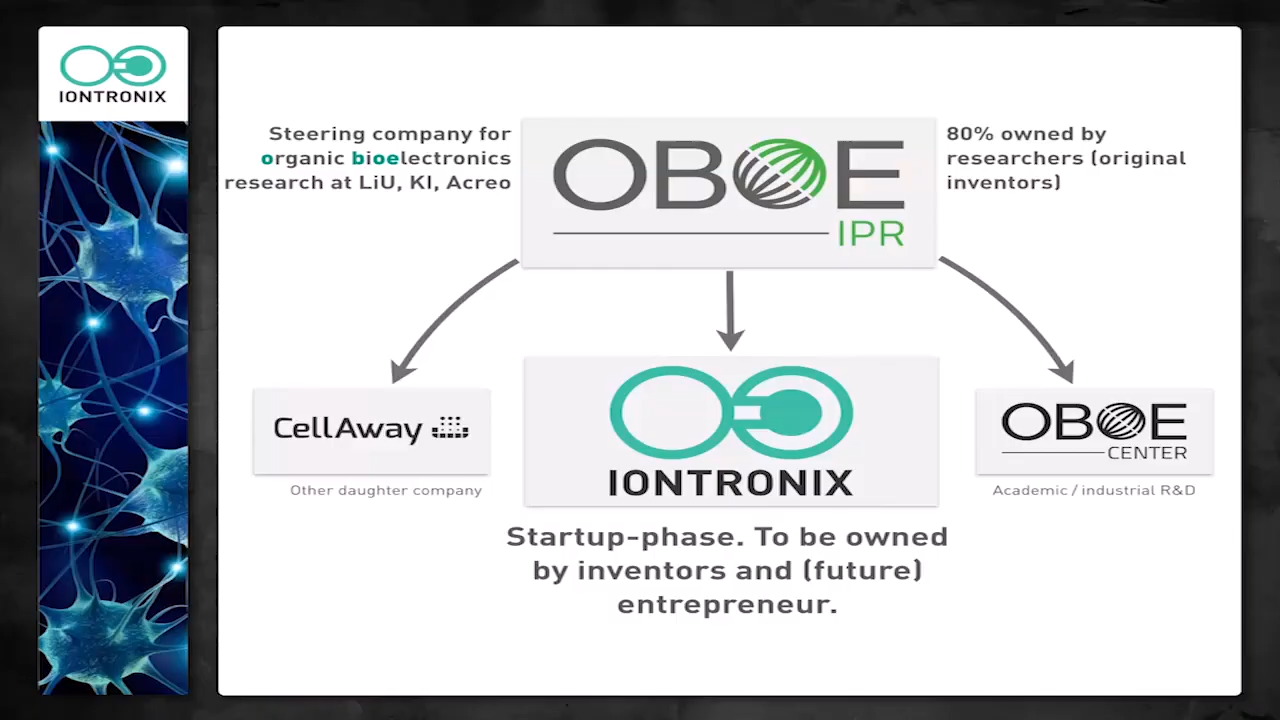 IONTRONIX
Steering company for
organic bioelectronics
research at LiU, KI, Acreo
OBOE
IPR
80% owned by
researchers (original
inventors)
CellAway
Other daughter company
IONTRONIX
OBOE
CENTER
Academic / industrial R&D
Startup-phase. To be owned
by inventors and (future)
entrepreneur.